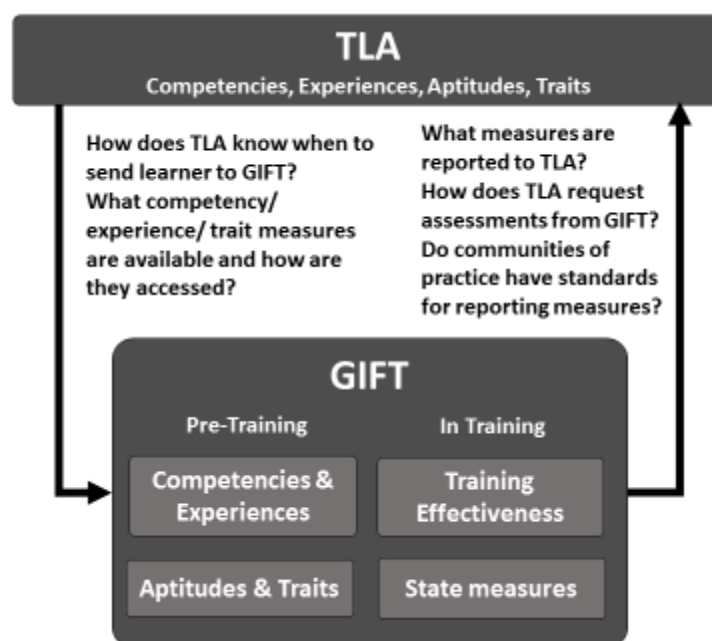 TLA
Competencies, Experiences, Aptitudes, Traits
How does TLA know when to
send learner to GIFT?
What competency/
experience/ trait measures
are available and how are
they accessed?
What measures are
reported to TLA?
How does TLA request
assessments from GIFT?
Do communities of
practice have standards
for reporting measures?
GIFT
Pre-Training
In Training
Competencies &
Experiences
Training
Effectiveness
Aptitudes & Traits
State measures